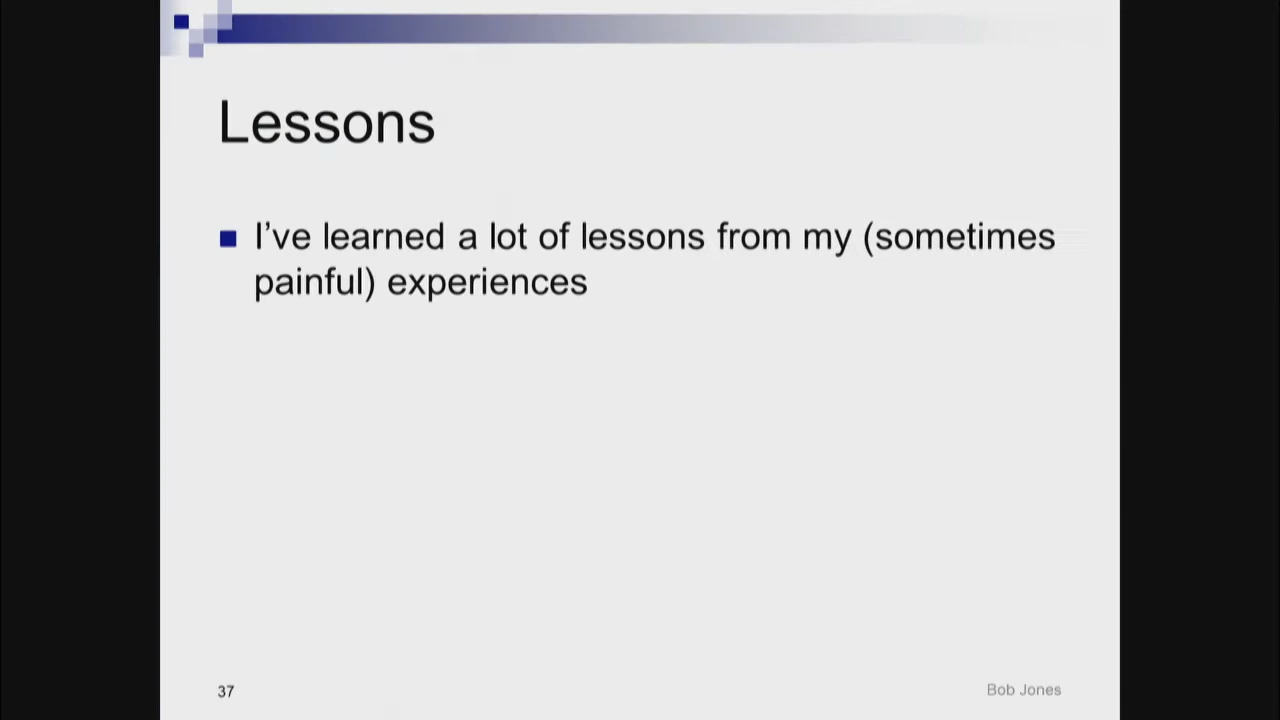 Lessons
I’ve learned a lot of lessons from my (sometimes
painful) experiences
37
Bob Jones